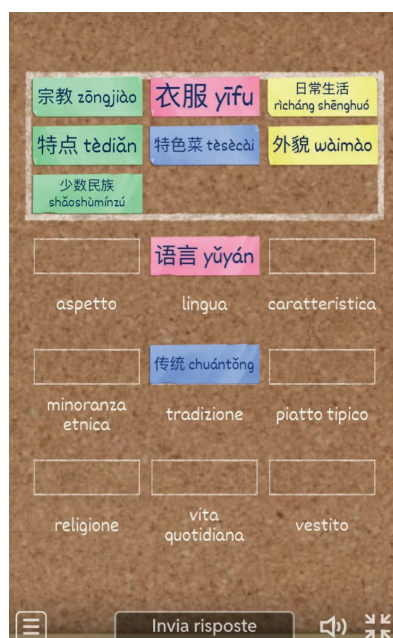 宗教 zōngjiào
衣服 yīfu
日常生活
rìcháng shēnghuó
特点 tèdiǎn
特色菜 tèsècài
外貌 wàimào
少数民族
shǎoshùmínzú
语言 yǔyán
aspetto
lingua
caratteristica
传统 chuántǒng
minoranza
etnica
tradizione
piatto tipico
religione
vita
quotidiana
vestito
Invia risposte